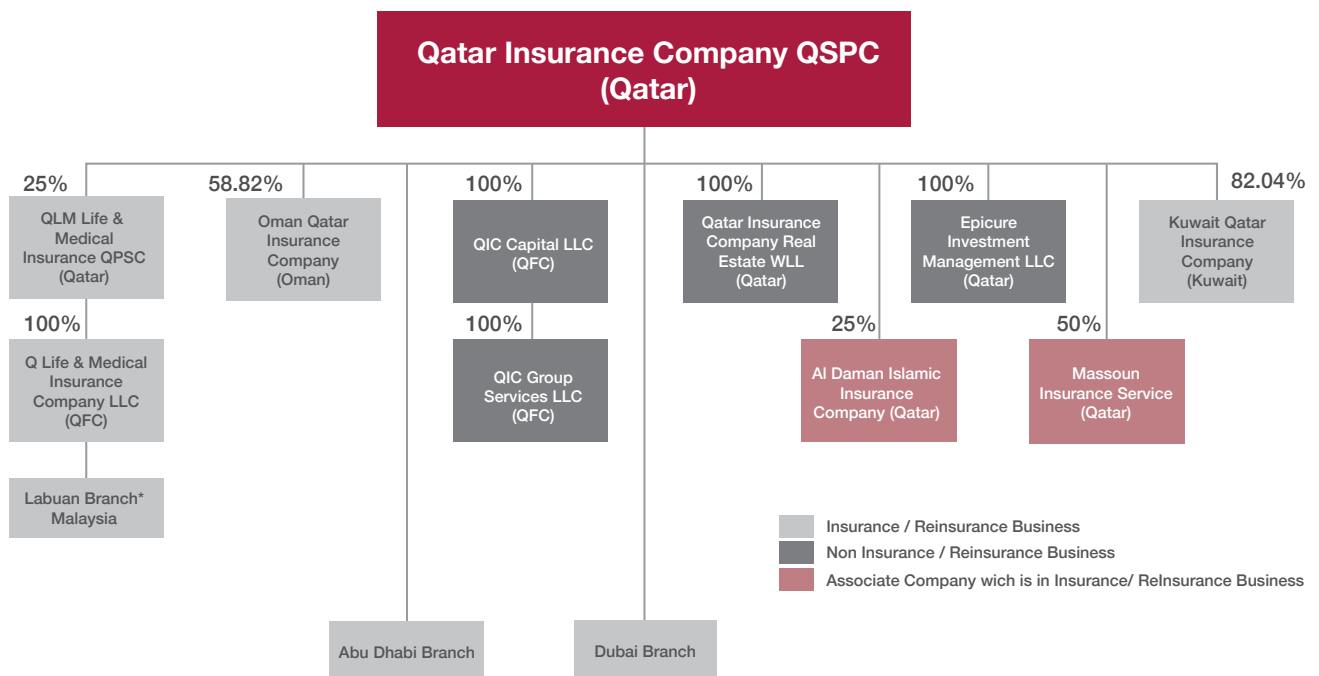 Qatar Insurance Company QSPC
(Qatar)
25%
QLM Life &
Medical
Insurance QPSC
(Qatar)
58.82%
Oman Qatar
Insurance
Company
(Oman)
100%
QIC Capital LLC
(QFC)
100%
Qatar Insurance
Company Real
Estate WLL
(Qatar)
100%
Epicure
Investment
Management LLC
(Qatar)
82.04%
Kuwait Qatar
Insurance
Company
(Kuwait)
100%
Q Life & Medical
Insurance
Company LLC
(QFC)
100%
QIC Group
Services LLC
(QFC)
25%
Al Daman Islamic
Insurance
Company (Qatar)
50%
Massoun
Insurance Service
(Qatar)
Labuan Branch*
Malaysia
Insurance / Reinsurance Business
Non Insurance / Reinsurance Business
Associate Company wich is in Insurance/ ReInsurance Business
Abu Dhabi Branch
Dubai Branch